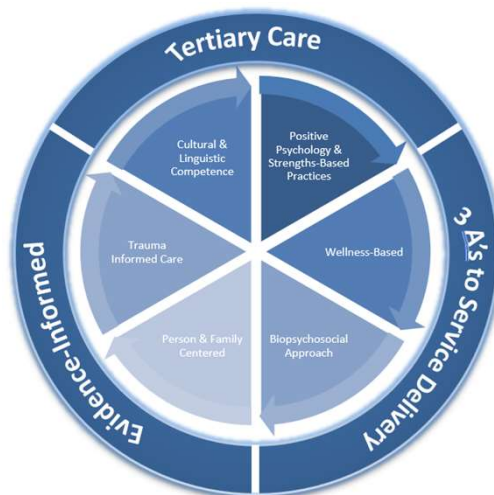 Tertiary Care
3 A's to Service Delivery
Evidence-Informed
Positive
Psychology &
Strengths-Based
Practices
Wellness-Based
Biopsychosocial
Approach
Person & Family
Centered
Trauma
Informed Care
Cultural &
Linguistic
Competence